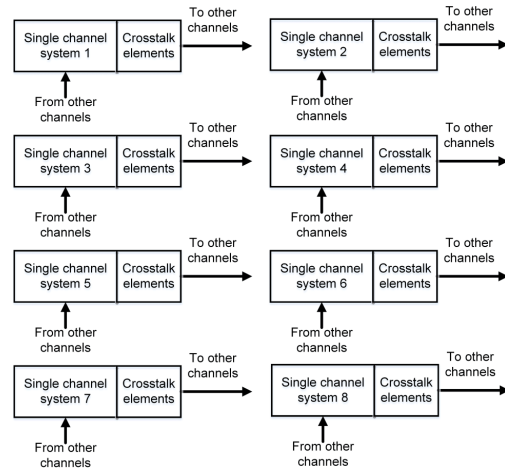 To other
channels
Single channel
system 1
Crosstalk
elements
From other
channels
To other
channels
Single channel
system 2
Crosstalk
elements
From other
channels
To other
channels
Single channel
system 3
Crosstalk
elements
From other
channels
To other
channels
Single channel
system 4
Crosstalk
elements
From other
channels
To other
channels
Single channel
system 5
Crosstalk
elements
From other
channels
To other
channels
Single channel
system 6
Crosstalk
elements
From other
channels
To other
channels
Single channel
system 7
Crosstalk
elements
From other
channels
To other
channels
Single channel
system 8
Crosstalk
elements
From other
channels